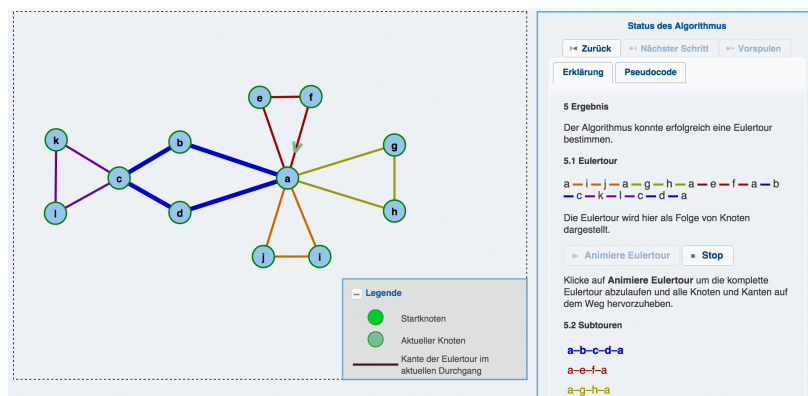 e
f
k
b
g
c
a
l
d
h
j
i
Legende
Startknoten
Aktueller Knoten
Kante der Eulertour im
aktuellen Durchgang
Status des Algorithmus
Zurück Nächster Schritt Vorspulen
Erklärung Pseudocode
5 Ergebnis
Der Algorithmus konnte erfolgreich eine Eulertour
bestimmen.
5.1 Eulertour
a — i — j — a — g — h — a — e — f — a — b
— c — k — l — c — d — a
Die Eulertour wird hier als Folge von Knoten
dargestellt.
Animiere Eulertour Stop
Klicke auf Animiere Eulertour um die komplette
Eulertour abzulaufen und alle Knoten und Kanten auf
dem Weg hervorzuheben.
5.2 Subtouren
a–b–c–d–a
a–e–f–a
a–g–h–a